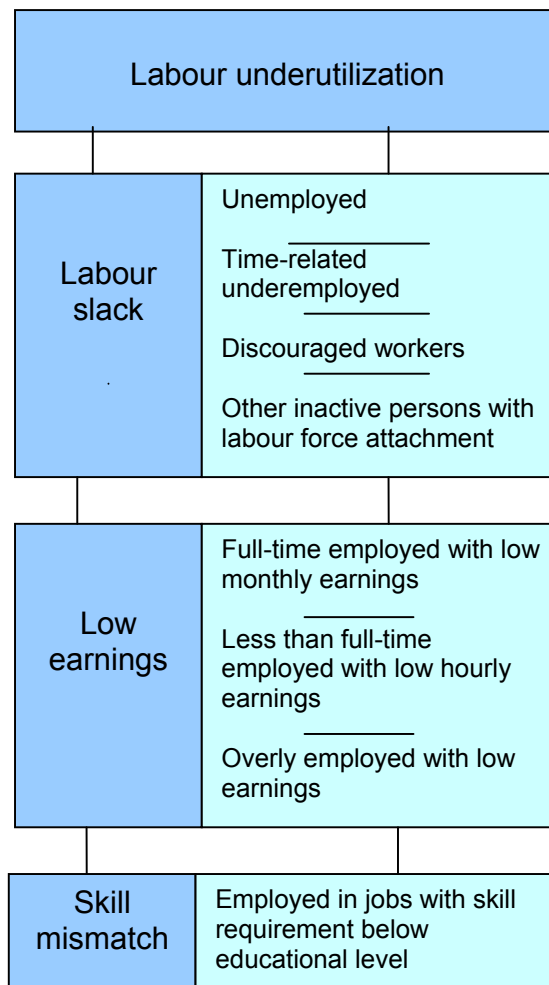 Labour underutilization
Labour
slack
.
Unemployed
Time-related
underemployed
Discouraged workers
Other inactive persons with
labour force attachment
Low
earnings
Full-time employed with low
monthly earnings
Less than full-time
employed with low hourly
earnings
Overly employed with low
earnings
Skill
mismatch
Employed in jobs with skill
requirement below
educational level